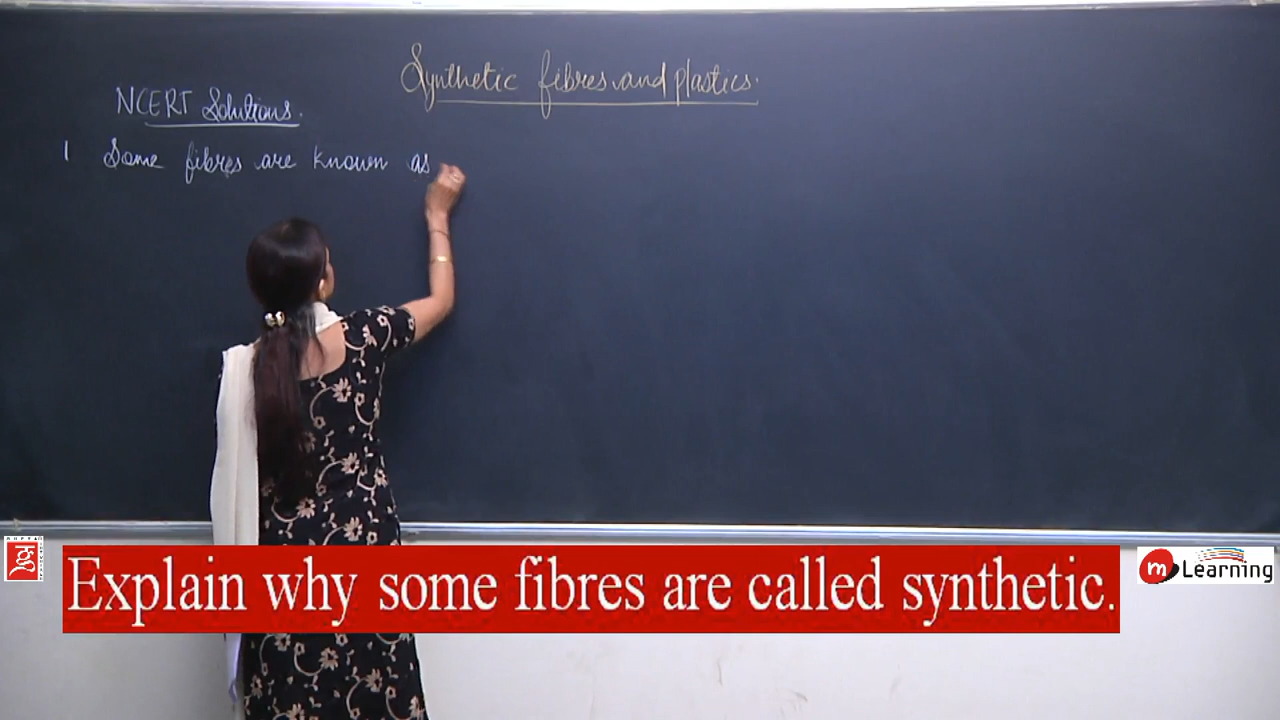 Synthetic fibres and plastics.
NCERT Solutions.
1 Some fibres are known as
Explain why some fibres are called synthetic.
m Learning